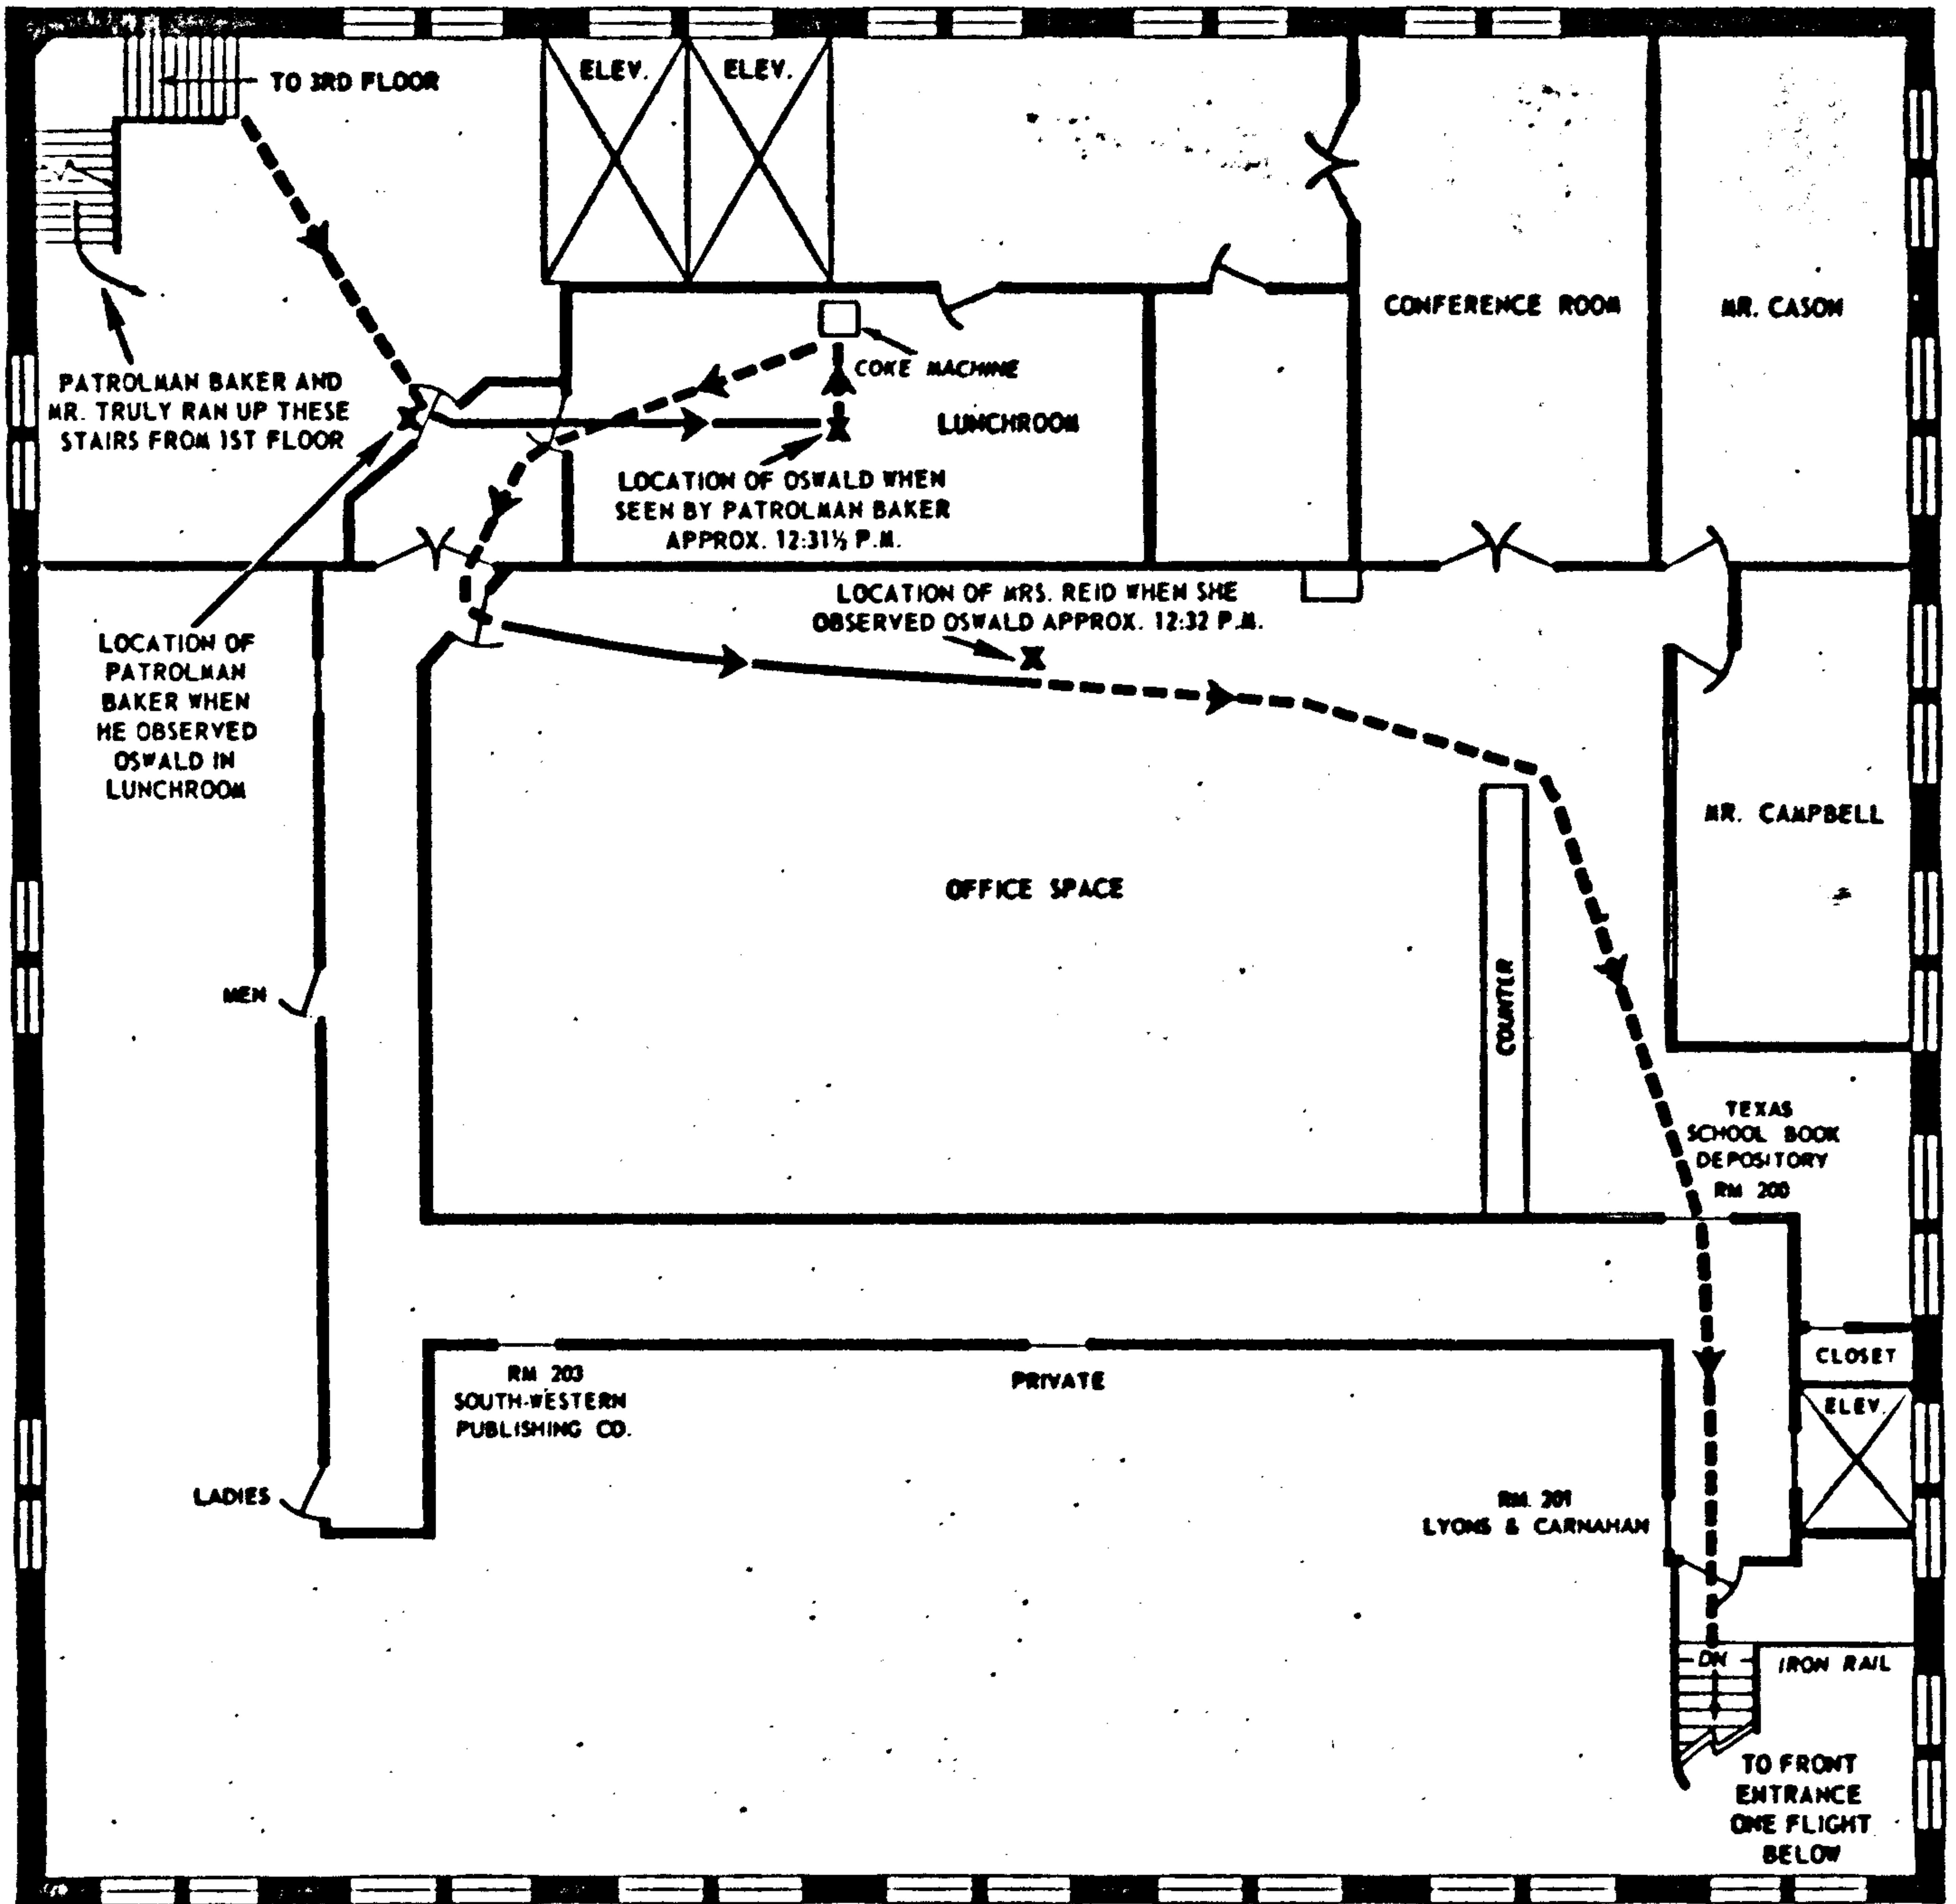 TO 3RD FLOOR
ELEV.
ELEV.
PATROLMAN BAKER AND
MR. TRULY RAN UP THESE
STAIRS FROM 1ST FLOOR
COKE MACHINE
LUNCHROOM
CONFERENCE ROOM
MR. CASON
LOCATION OF OSWALD WHEN
SEEN BY PATROLMAN BAKER
APPROX. 12:31½ P.M.
LOCATION OF MRS. REID WHEN SHE
OBSERVED OSWALD APPROX. 12:32 P.M.
LOCATION OF
PATROLMAN
BAKER WHEN
HE OBSERVED
OSWALD IN
LUNCHROOM
MR. CAMPBELL
OFFICE SPACE
COUNTER
MEN
TEXAS
SCHOOL BOOK
DEPOSITORY
RM 200
RM 203
SOUTH-WESTERN
PUBLISHING CO.
PRIVATE
CLOSET
ELEV.
LADIES
RM. 201
LYONS & CARNAHAM
DN
IRON RAIL
TO FRONT
ENTRANCE
ONE FLIGHT
BELOW